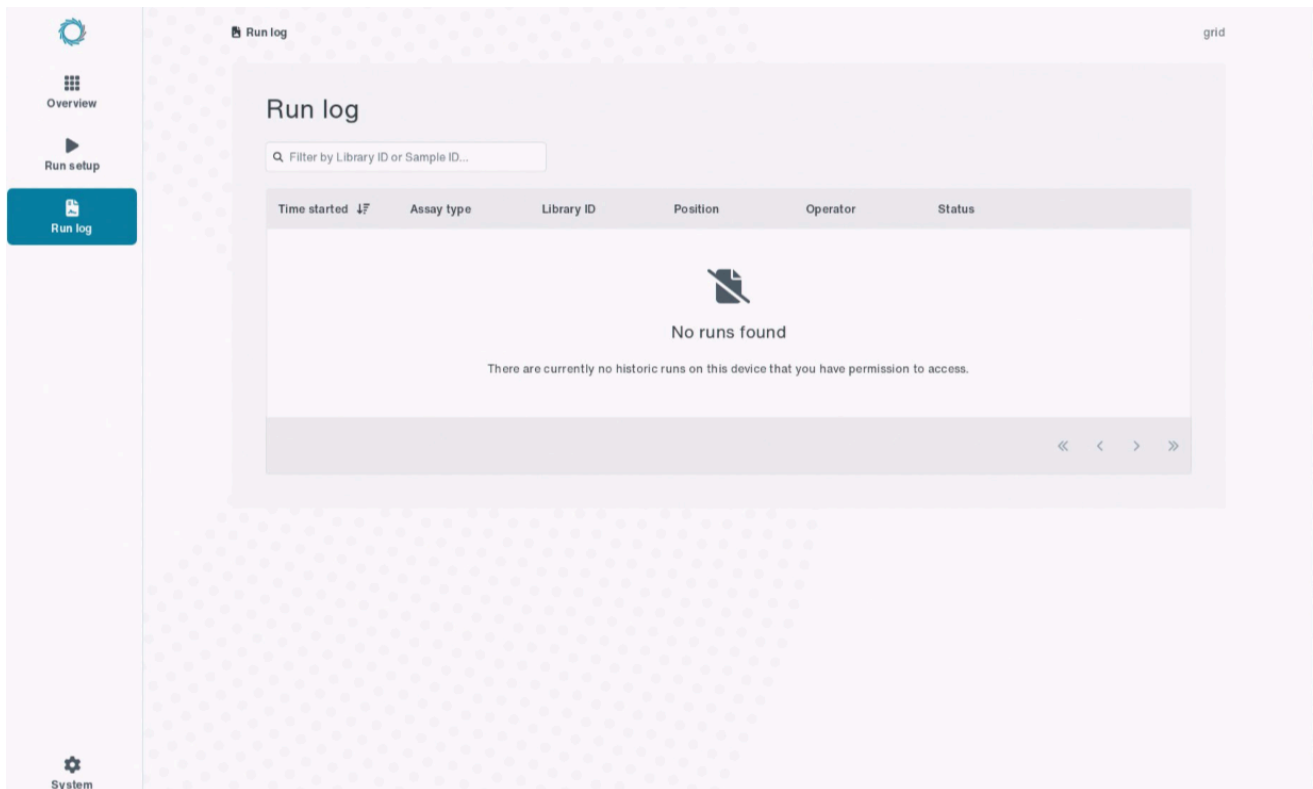 Run log
grid
Overview
Run setup
Run log
System
Run log
Filter by Library ID or Sample ID...
Time started Assay type Library ID Position Operator Status
No runs found
There are currently no historic runs on this device that you have permission to access.